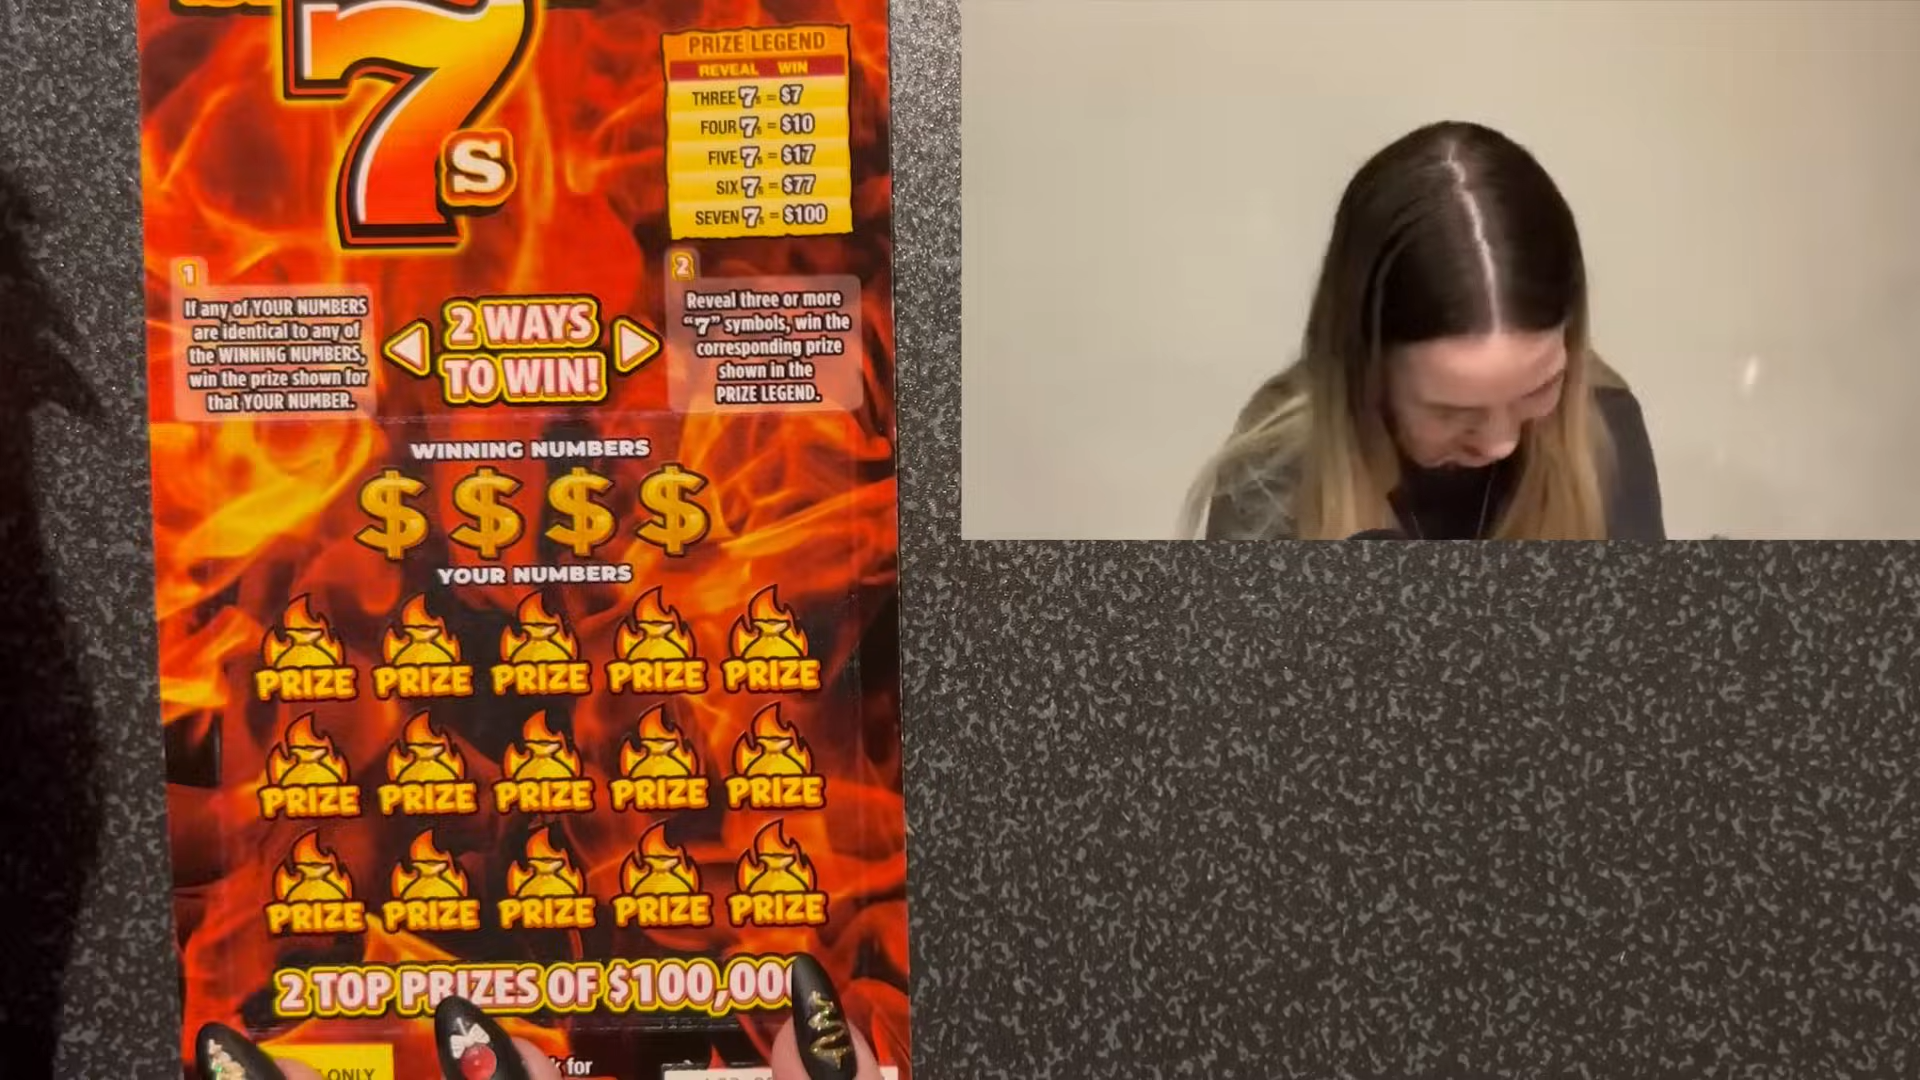 7s
PRIZE LEGEND
REVEAL WIN
THREE 7s = $7
FOUR 7s = $10
FIVE 7s = $17
SIX 7s = $77
SEVEN 7s = $100
1
If any of YOUR NUMBERS
are identical to any of
the WINNING NUMBERS,
win the prize shown for
that YOUR NUMBER.
2 WAYS
TO WIN!
2
Reveal three or more
"7" symbols, win the
corresponding prize
shown in the
PRIZE LEGEND.
WINNING NUMBERS
$ $ $ $
YOUR NUMBERS
PRIZE PRIZE PRIZE PRIZE PRIZE
PRIZE PRIZE PRIZE PRIZE PRIZE
PRIZE PRIZE PRIZE PRIZE PRIZE
2 TOP PRIZES OF $100,000
ONLY
for